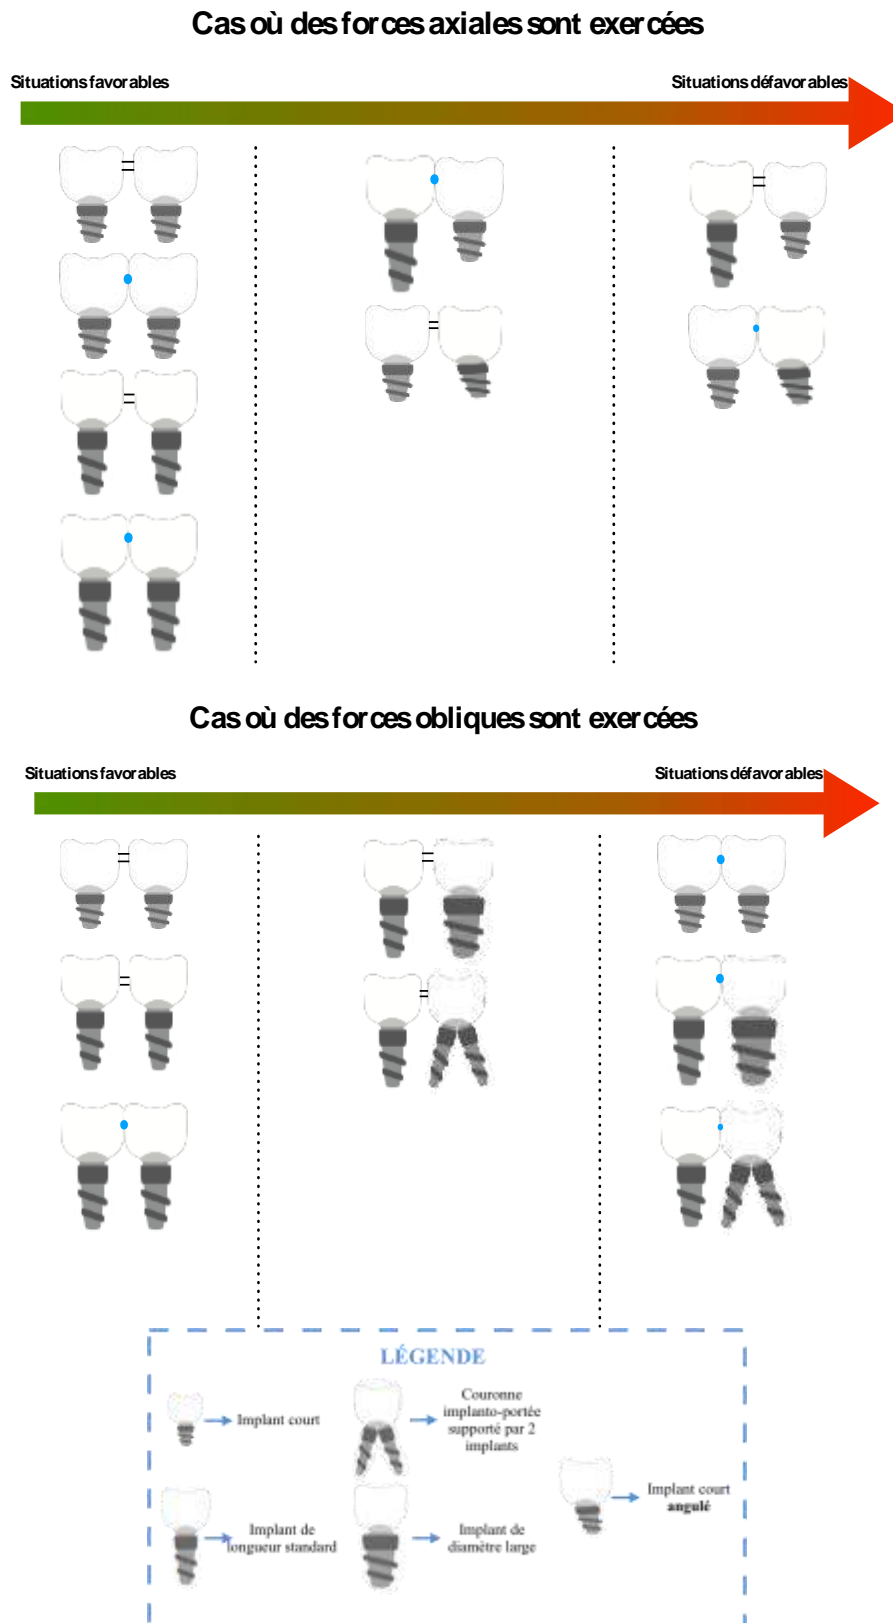 Cas où des forces axiales sont exercées
Situations favorables
Situations défavorables
Cas où des forces obliques sont exercées
Situations favorables
Situations défavorables
LÉGENDE
Implant court
Couronne
implanto-portée
supporté par 2
implants
Implant court
angulé
Implant de
longueur standard
Implant de
diamètre large